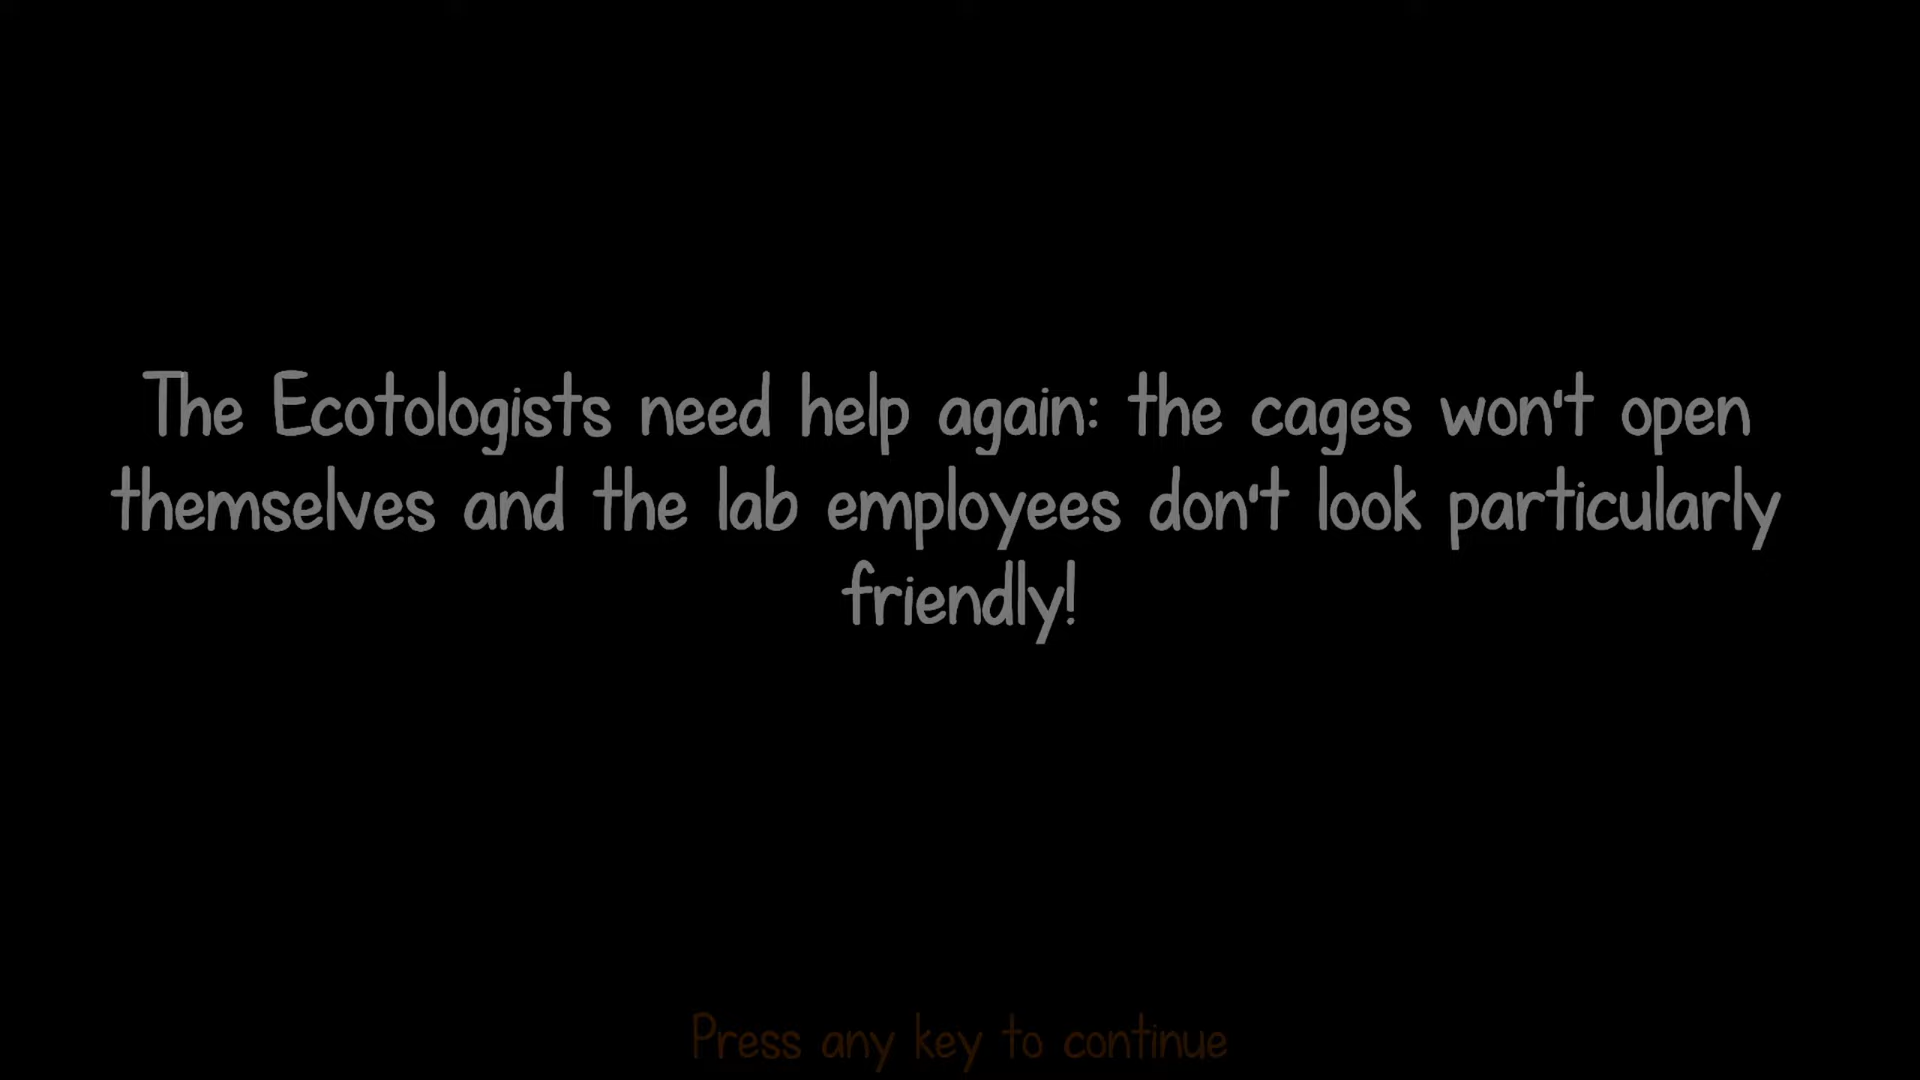 The Ecotologists need help again: the cages won't open
themselves and the lab employees don't look particularly
friendly!
Press any key to continue